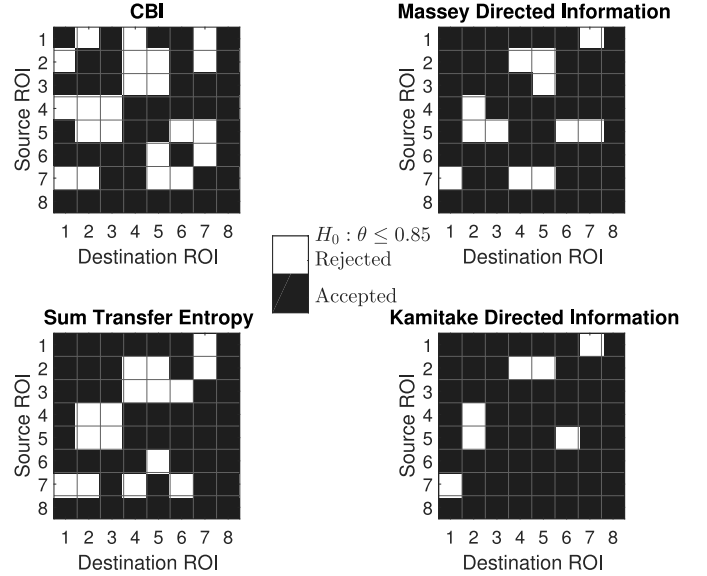 CBI
Source ROI
1
2
3
4
5
6
7
8
1 2 3 4 5 6 7 8
Destination ROI
Massey Directed Information
Source ROI
1
2
3
4
5
6
7
8
1 2 3 4 5 6 7 8
Destination ROI
H₀ : θ ≤ 0.85
Rejected
Accepted
Sum Transfer Entropy
Source ROI
1
2
3
4
5
6
7
8
1 2 3 4 5 6 7 8
Destination ROI
Kamitake Directed Information
Source ROI
1
2
3
4
5
6
7
8
1 2 3 4 5 6 7 8
Destination ROI